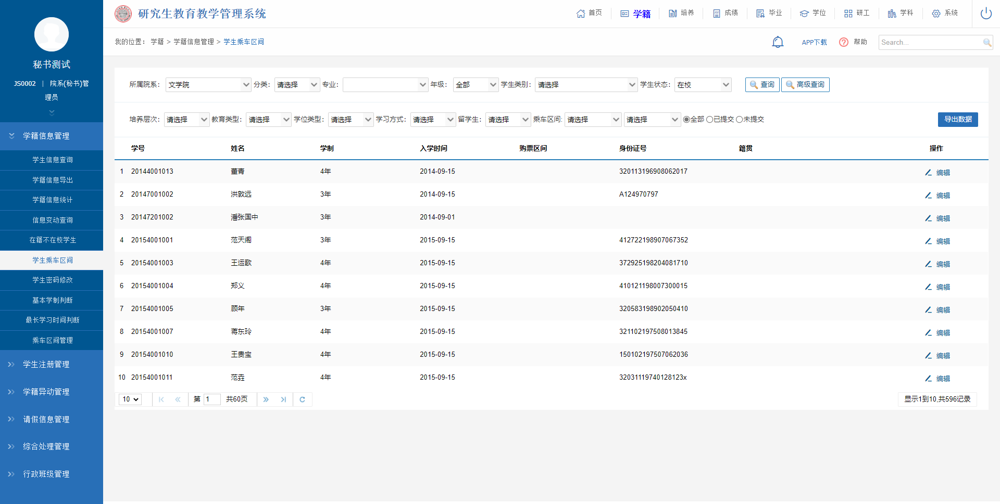 研究生教育教学管理系统
首页 学籍 培养 成绩 毕业 学位 研工 学科 系统
我的位置： 学籍 > 学籍信息管理 > 学生乘车区间
APP下载 帮助 Search...
秘书测试
JS0002 | 院系(秘书)管
理员
学籍信息管理
学生信息查询
学籍信息导出
学籍信息统计
信息变动查询
在籍不在校学生
学生乘车区间
学生密码修改
基本学制判断
最长学习时间判断
乘车区间管理
学生注册管理
学籍异动管理
请假信息管理
综合处理管理
行政班级管理
所属院系： 文学院 分类： 请选择 专业： 年级： 全部 学生类别： 请选择 学生状态： 在校 查询 高级查询
培养层次： 请选择 教育类型： 请选择 学位类型： 请选择 学习方式： 请选择 留学生： 请选择 乘车区间： 请选择 请选择 全部 已提交 未提交 导出数据
学号 姓名 学制 入学时间 购票区间 身份证号 籍贯 操作
1 20144001013 董青 4年 2014-09-15 320113196908062017 编辑
2 20147001002 洪敦远 3年 2014-09-15 A124970797 编辑
3 20147201002 潘张国中 3年 2014-09-01 编辑
4 20154001001 范天阁 3年 2015-09-15 412722198907067352 编辑
5 20154001003 王运歌 4年 2015-09-15 372925198204081710 编辑
6 20154001004 郑义 4年 2015-09-15 410121198007300015 编辑
7 20154001005 顾年 3年 2015-09-15 320583198902050410 编辑
8 20154001007 蒋东玲 4年 2015-09-15 321102197508013845 编辑
9 20154001010 王贵宝 4年 2015-09-15 150102197507062036 编辑
10 20154001011 范垚 4年 2015-09-15 32031119740128123x 编辑
10 第 1 共60页 显示1到10,共596记录